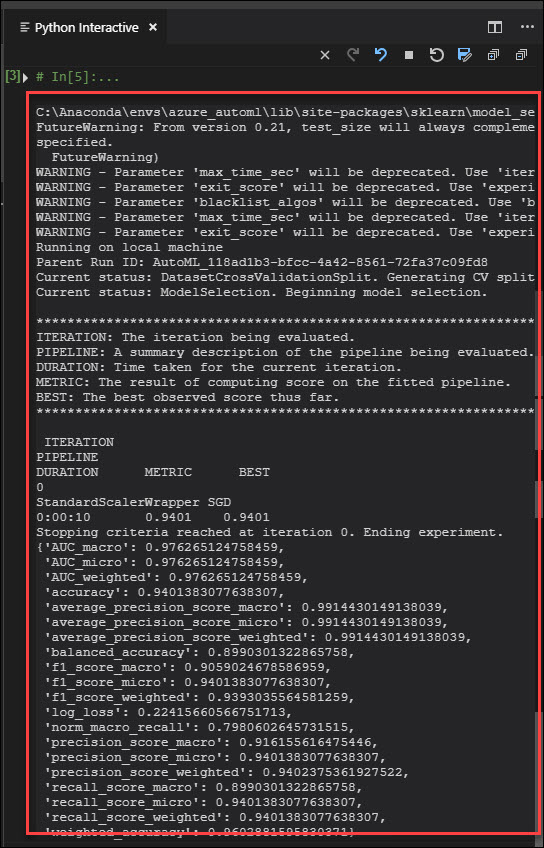 Python Interactive
[3] # In[5]:...
C:\Anaconda\envs\azure_automl\lib\site-packages\sklearn\model_se
FutureWarning: From version 0.21, test_size will always compleme
specified.
FutureWarning)
WARNING - Parameter 'max_time_sec' will be deprecated. Use 'iter
WARNING - Parameter 'exit_score' will be deprecated. Use 'experi
WARNING - Parameter 'blacklist_algos' will be deprecated. Use 'b
WARNING - Parameter 'max_time_sec' will be deprecated. Use 'iter
WARNING - Parameter 'exit_score' will be deprecated. Use 'experi
Running on local machine
Parent Run ID: AutoML_118ad1b3-bfcc-4a42-8561-72fa37c09fd8
Current status: DatasetCrossValidationSplit. Generating CV split
Current status: ModelSelection. Beginning model selection.
****************************************************************
ITERATION: The iteration being evaluated.
PIPELINE: A summary description of the pipeline being evaluated.
DURATION: Time taken for the current iteration.
METRIC: The result of computing score on the fitted pipeline.
BEST: The best observed score thus far.
****************************************************************
ITERATION
PIPELINE
DURATION METRIC BEST
0
StandardScalerWrapper SGD
0:00:10 0.9401 0.9401
Stopping criteria reached at iteration 0. Ending experiment.
{'AUC_macro': 0.976265124758459,
'AUC_micro': 0.976265124758459,
'AUC_weighted': 0.976265124758459,
'accuracy': 0.9401383077638307,
'average_precision_score_macro': 0.9914430149138039,
'average_precision_score_micro': 0.9914430149138039,
'average_precision_score_weighted': 0.9914430149138039,
'balanced_accuracy': 0.8990301322865758,
'f1_score_macro': 0.9059024678586959,
'f1_score_micro': 0.9401383077638307,
'f1_score_weighted': 0.9393035564581259,
'log_loss': 0.22415660566751713,
'norm_macro_recall': 0.7980602645731515,
'precision_score_macro': 0.916155616475446,
'precision_score_micro': 0.9401383077638307,
'precision_score_weighted': 0.9402375361927522,
'recall_score_macro': 0.8990301322865758,
'recall_score_micro': 0.9401383077638307,
'recall_score_weighted': 0.9401383077638307,
'weighted_accuracy': 0.9602881505830371}